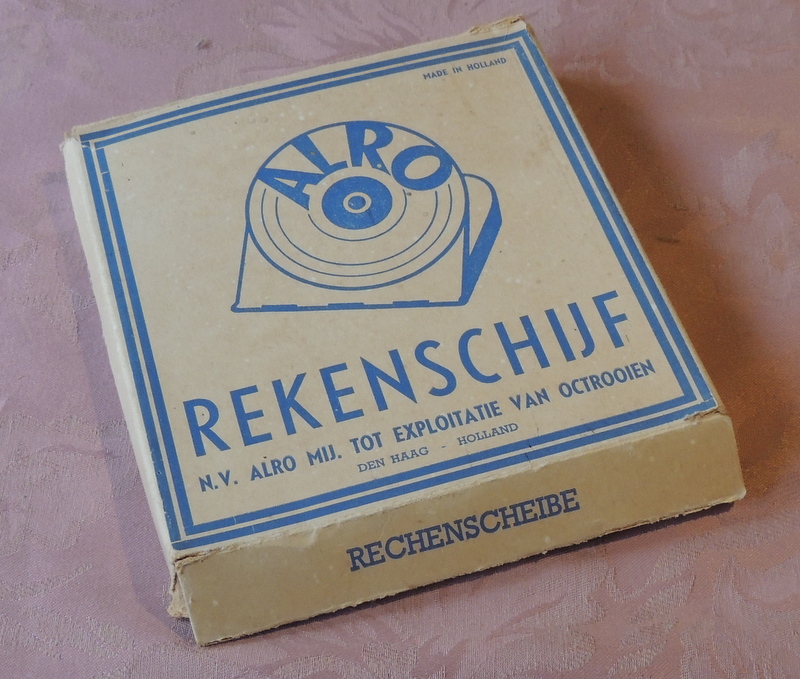 MADE IN HOLLAND
ALRO
REKENSCHIJF
N.V. ALRO MIJ. TOT EXPLOITATIE VAN OCTROOIEN
DEN HAAG - HOLLAND
RECHENSCHEIBE